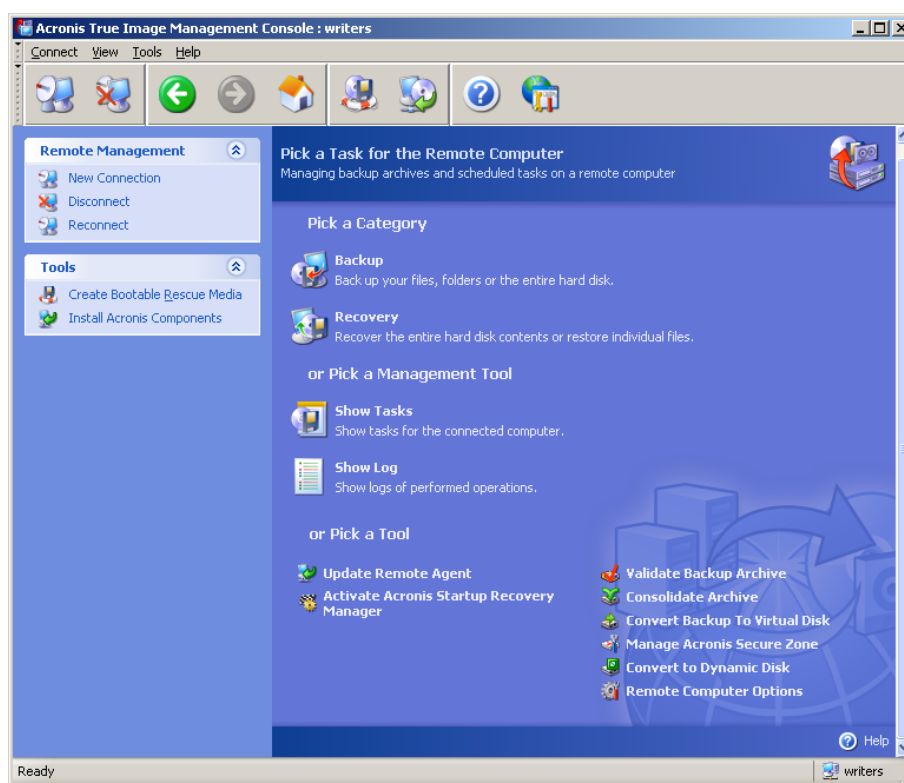 Acronis True Image Management Console : writers
Connect View Tools Help
Remote Management
New Connection
Disconnect
Reconnect
Tools
Create Bootable Rescue Media
Install Acronis Components
Pick a Task for the Remote Computer
Managing backup archives and scheduled tasks on a remote computer
Pick a Category
Backup
Back up your files, folders or the entire hard disk.
Recovery
Recover the entire hard disk contents or restore individual files.
or Pick a Management Tool
Show Tasks
Show tasks for the connected computer.
Show Log
Show logs of performed operations.
or Pick a Tool
Update Remote Agent
Activate Acronis Startup Recovery
Manager
Validate Backup Archive
Consolidate Archive
Convert Backup To Virtual Disk
Manage Acronis Secure Zone
Convert to Dynamic Disk
Remote Computer Options
Help
Ready
writers